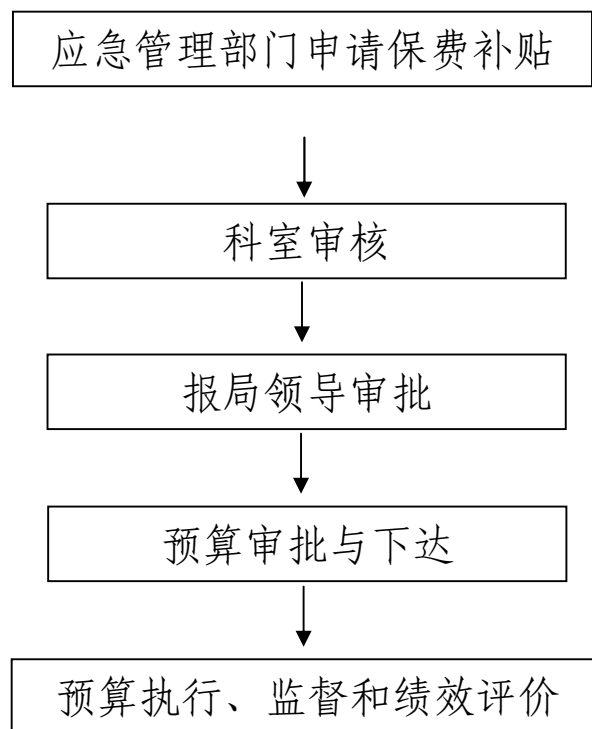 应急管理部门申请保费补贴
科室审核
报局领导审批
预算审批与下达
预算执行、监督和绩效评价